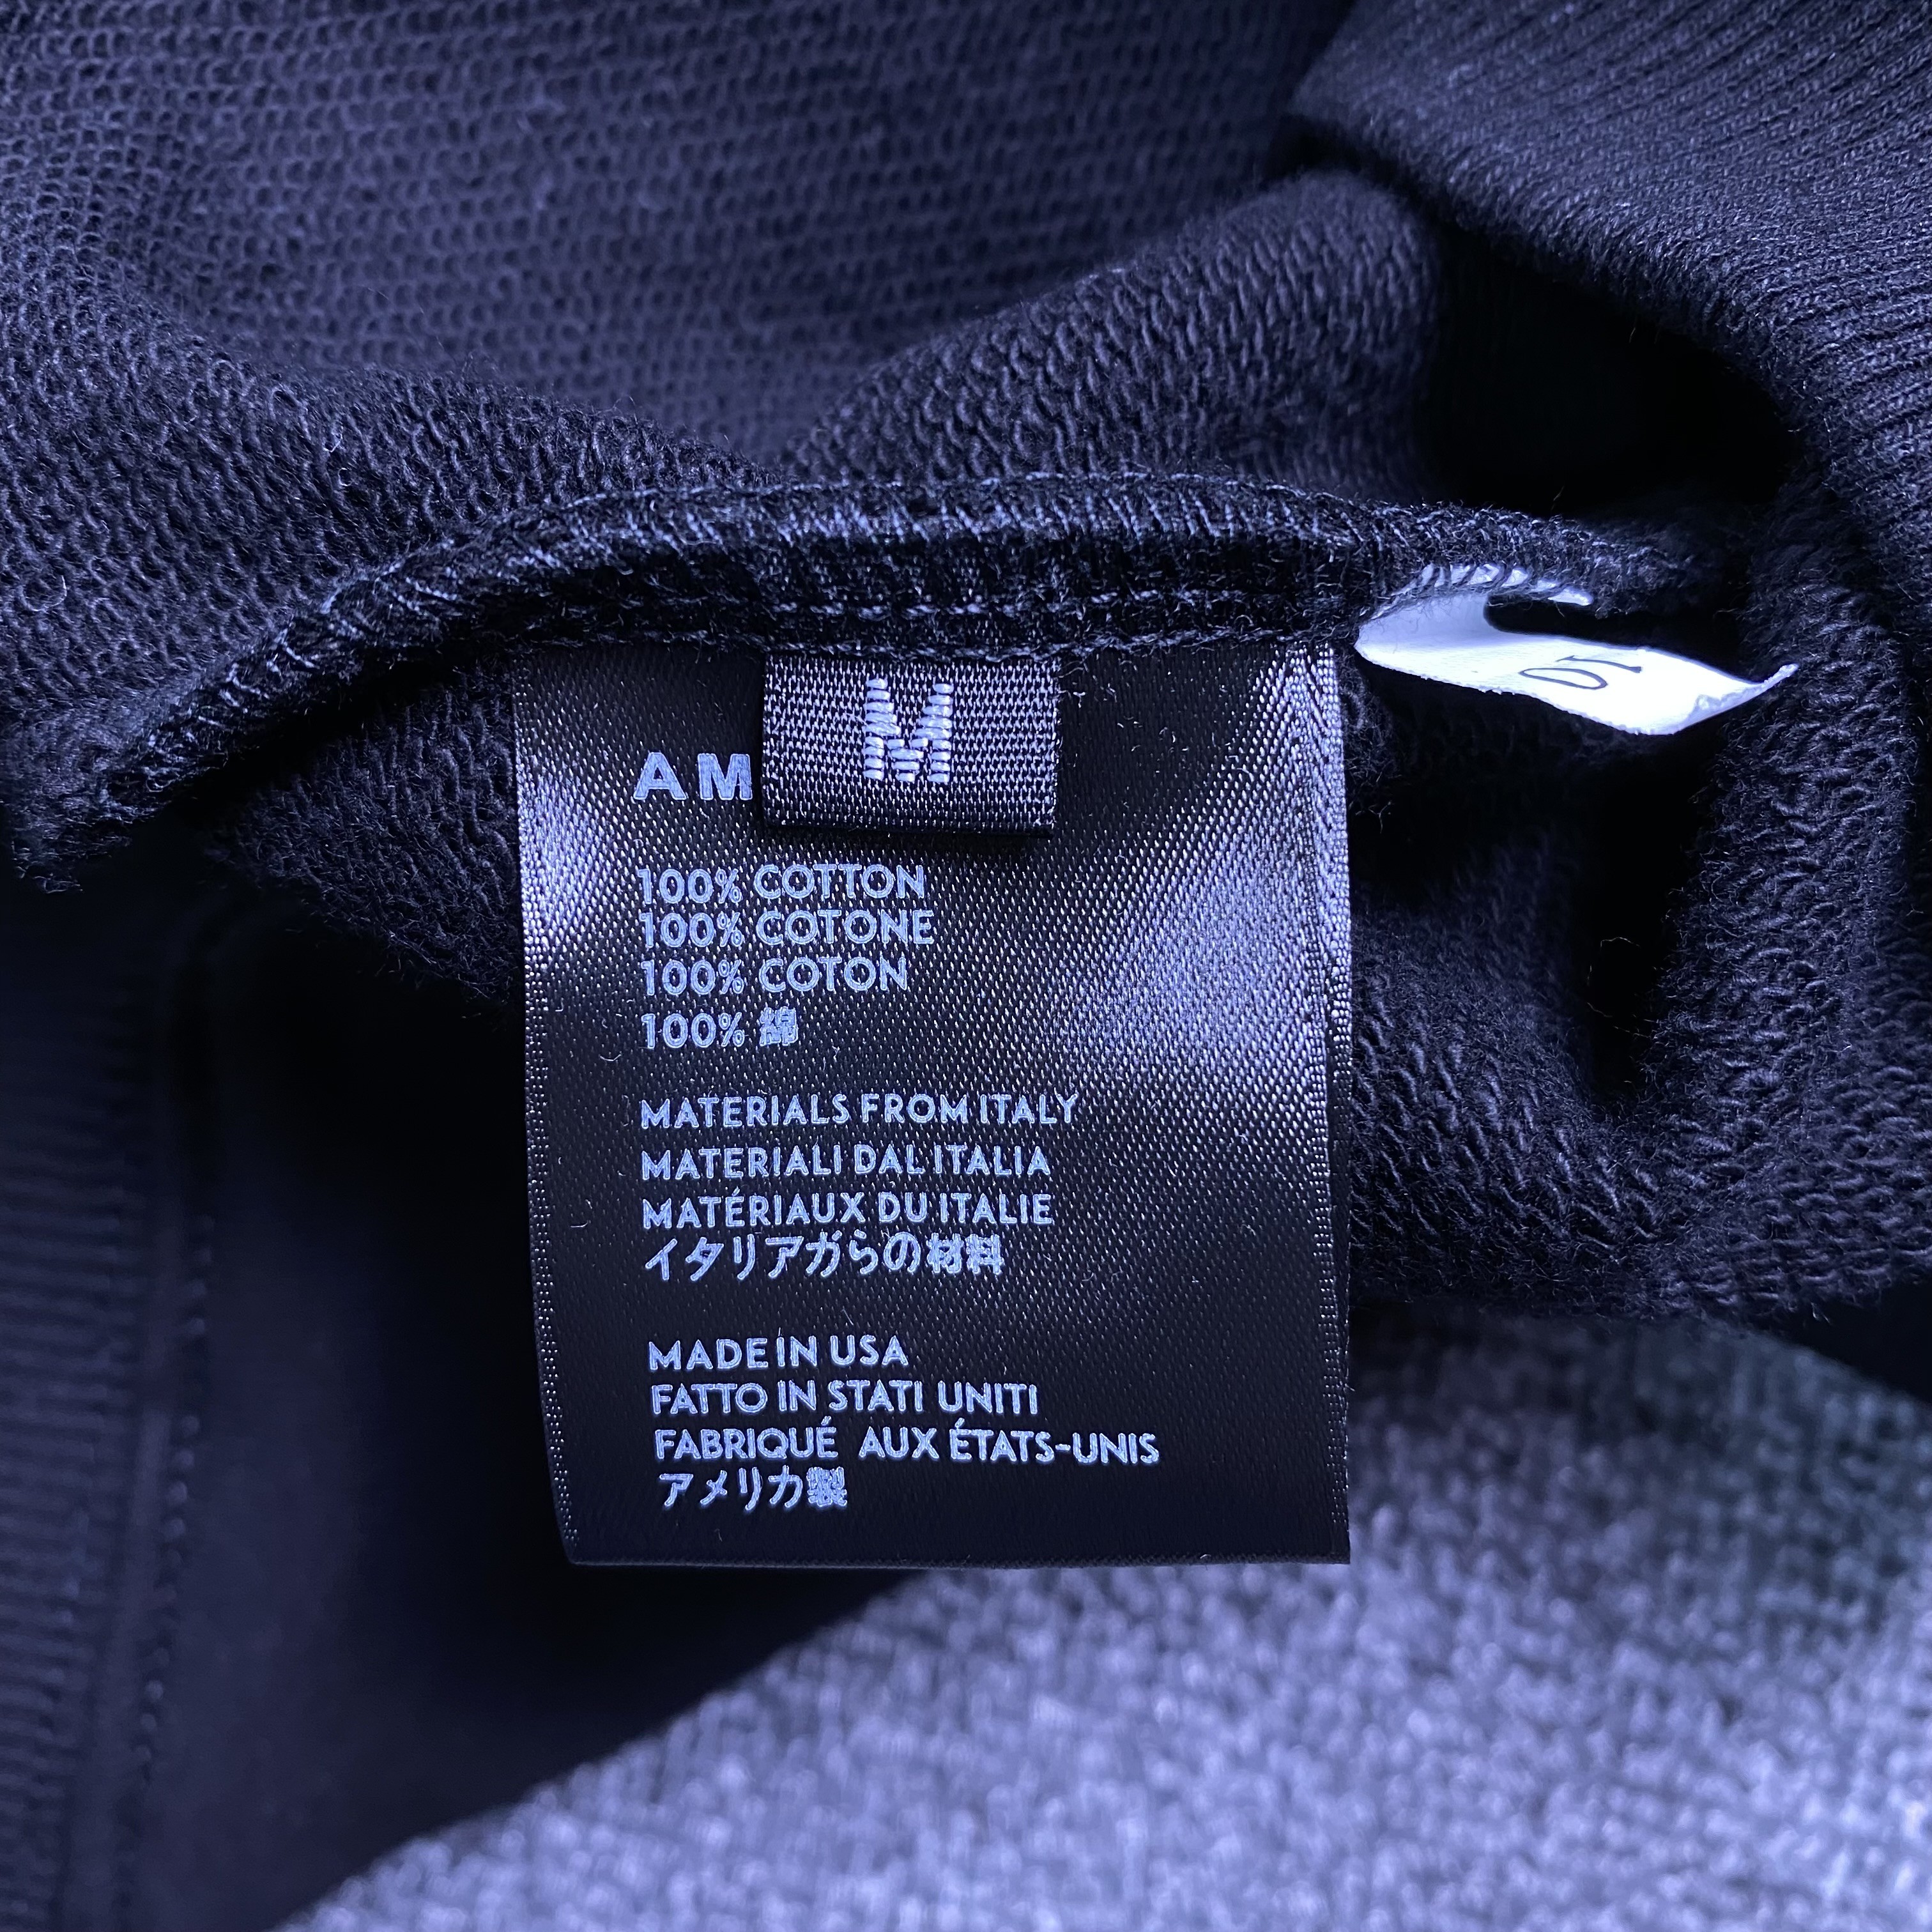 M
AM
100% COTTON
100% COTONE
100% COTON
100% 綿
MATERIALS FROM ITALY
MATERIALI DAL ITALIA
MATÉRIAUX DU ITALIE
イタリアガらの材料
MADE IN USA
FATTO IN STATI UNITI
FABRIQUÉ AUX ÉTATS-UNIS
アメリカ製